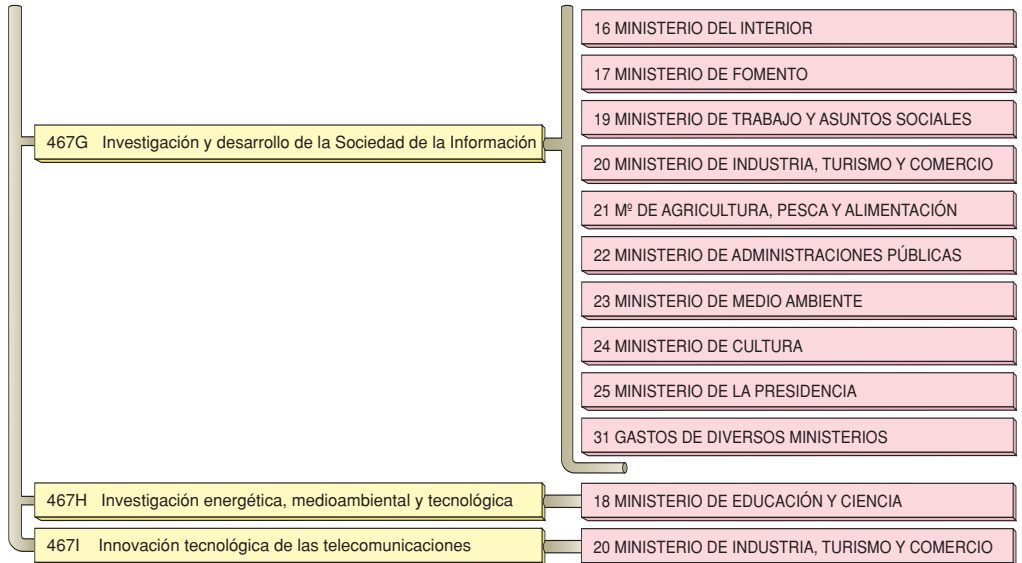 16 MINISTERIO DEL INTERIOR
17 MINISTERIO DE FOMENTO
19 MINISTERIO DE TRABAJO Y ASUNTOS SOCIALES
467G Investigación y desarrollo de la Sociedad de la Información
20 MINISTERIO DE INDUSTRIA, TURISMO Y COMERCIO
21 Mº DE AGRICULTURA, PESCA Y ALIMENTACIÓN
22 MINISTERIO DE ADMINISTRACIONES PÚBLICAS
23 MINISTERIO DE MEDIO AMBIENTE
24 MINISTERIO DE CULTURA
25 MINISTERIO DE LA PRESIDENCIA
31 GASTOS DE DIVERSOS MINISTERIOS
467H Investigación energética, medioambiental y tecnológica
18 MINISTERIO DE EDUCACIÓN Y CIENCIA
467I Innovación tecnológica de las telecomunicaciones
20 MINISTERIO DE INDUSTRIA, TURISMO Y COMERCIO